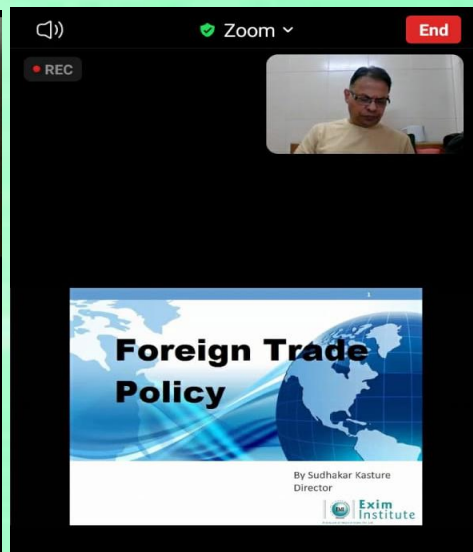 Zoom
End
REC
1
Foreign Trade
Policy
By Sudhakar Kasture
Director
Exim
Institute